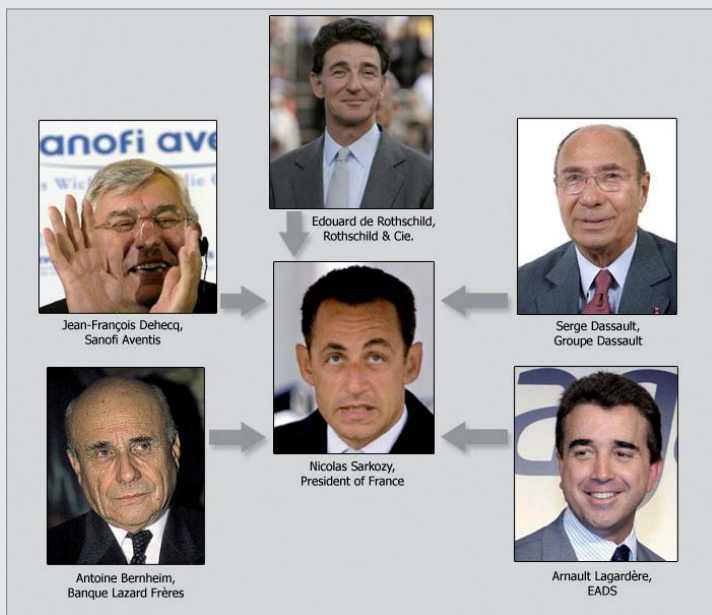 Edouard de Rothschild,
Rothschild & Cie.
anofi ave
Jean-François Dehecq,
Sanofi Aventis
Serge Dassault,
Groupe Dassault
Nicolas Sarkozy,
President of France
Antoine Bernheim,
Banque Lazard Frères
Arnault Lagardère,
EADS